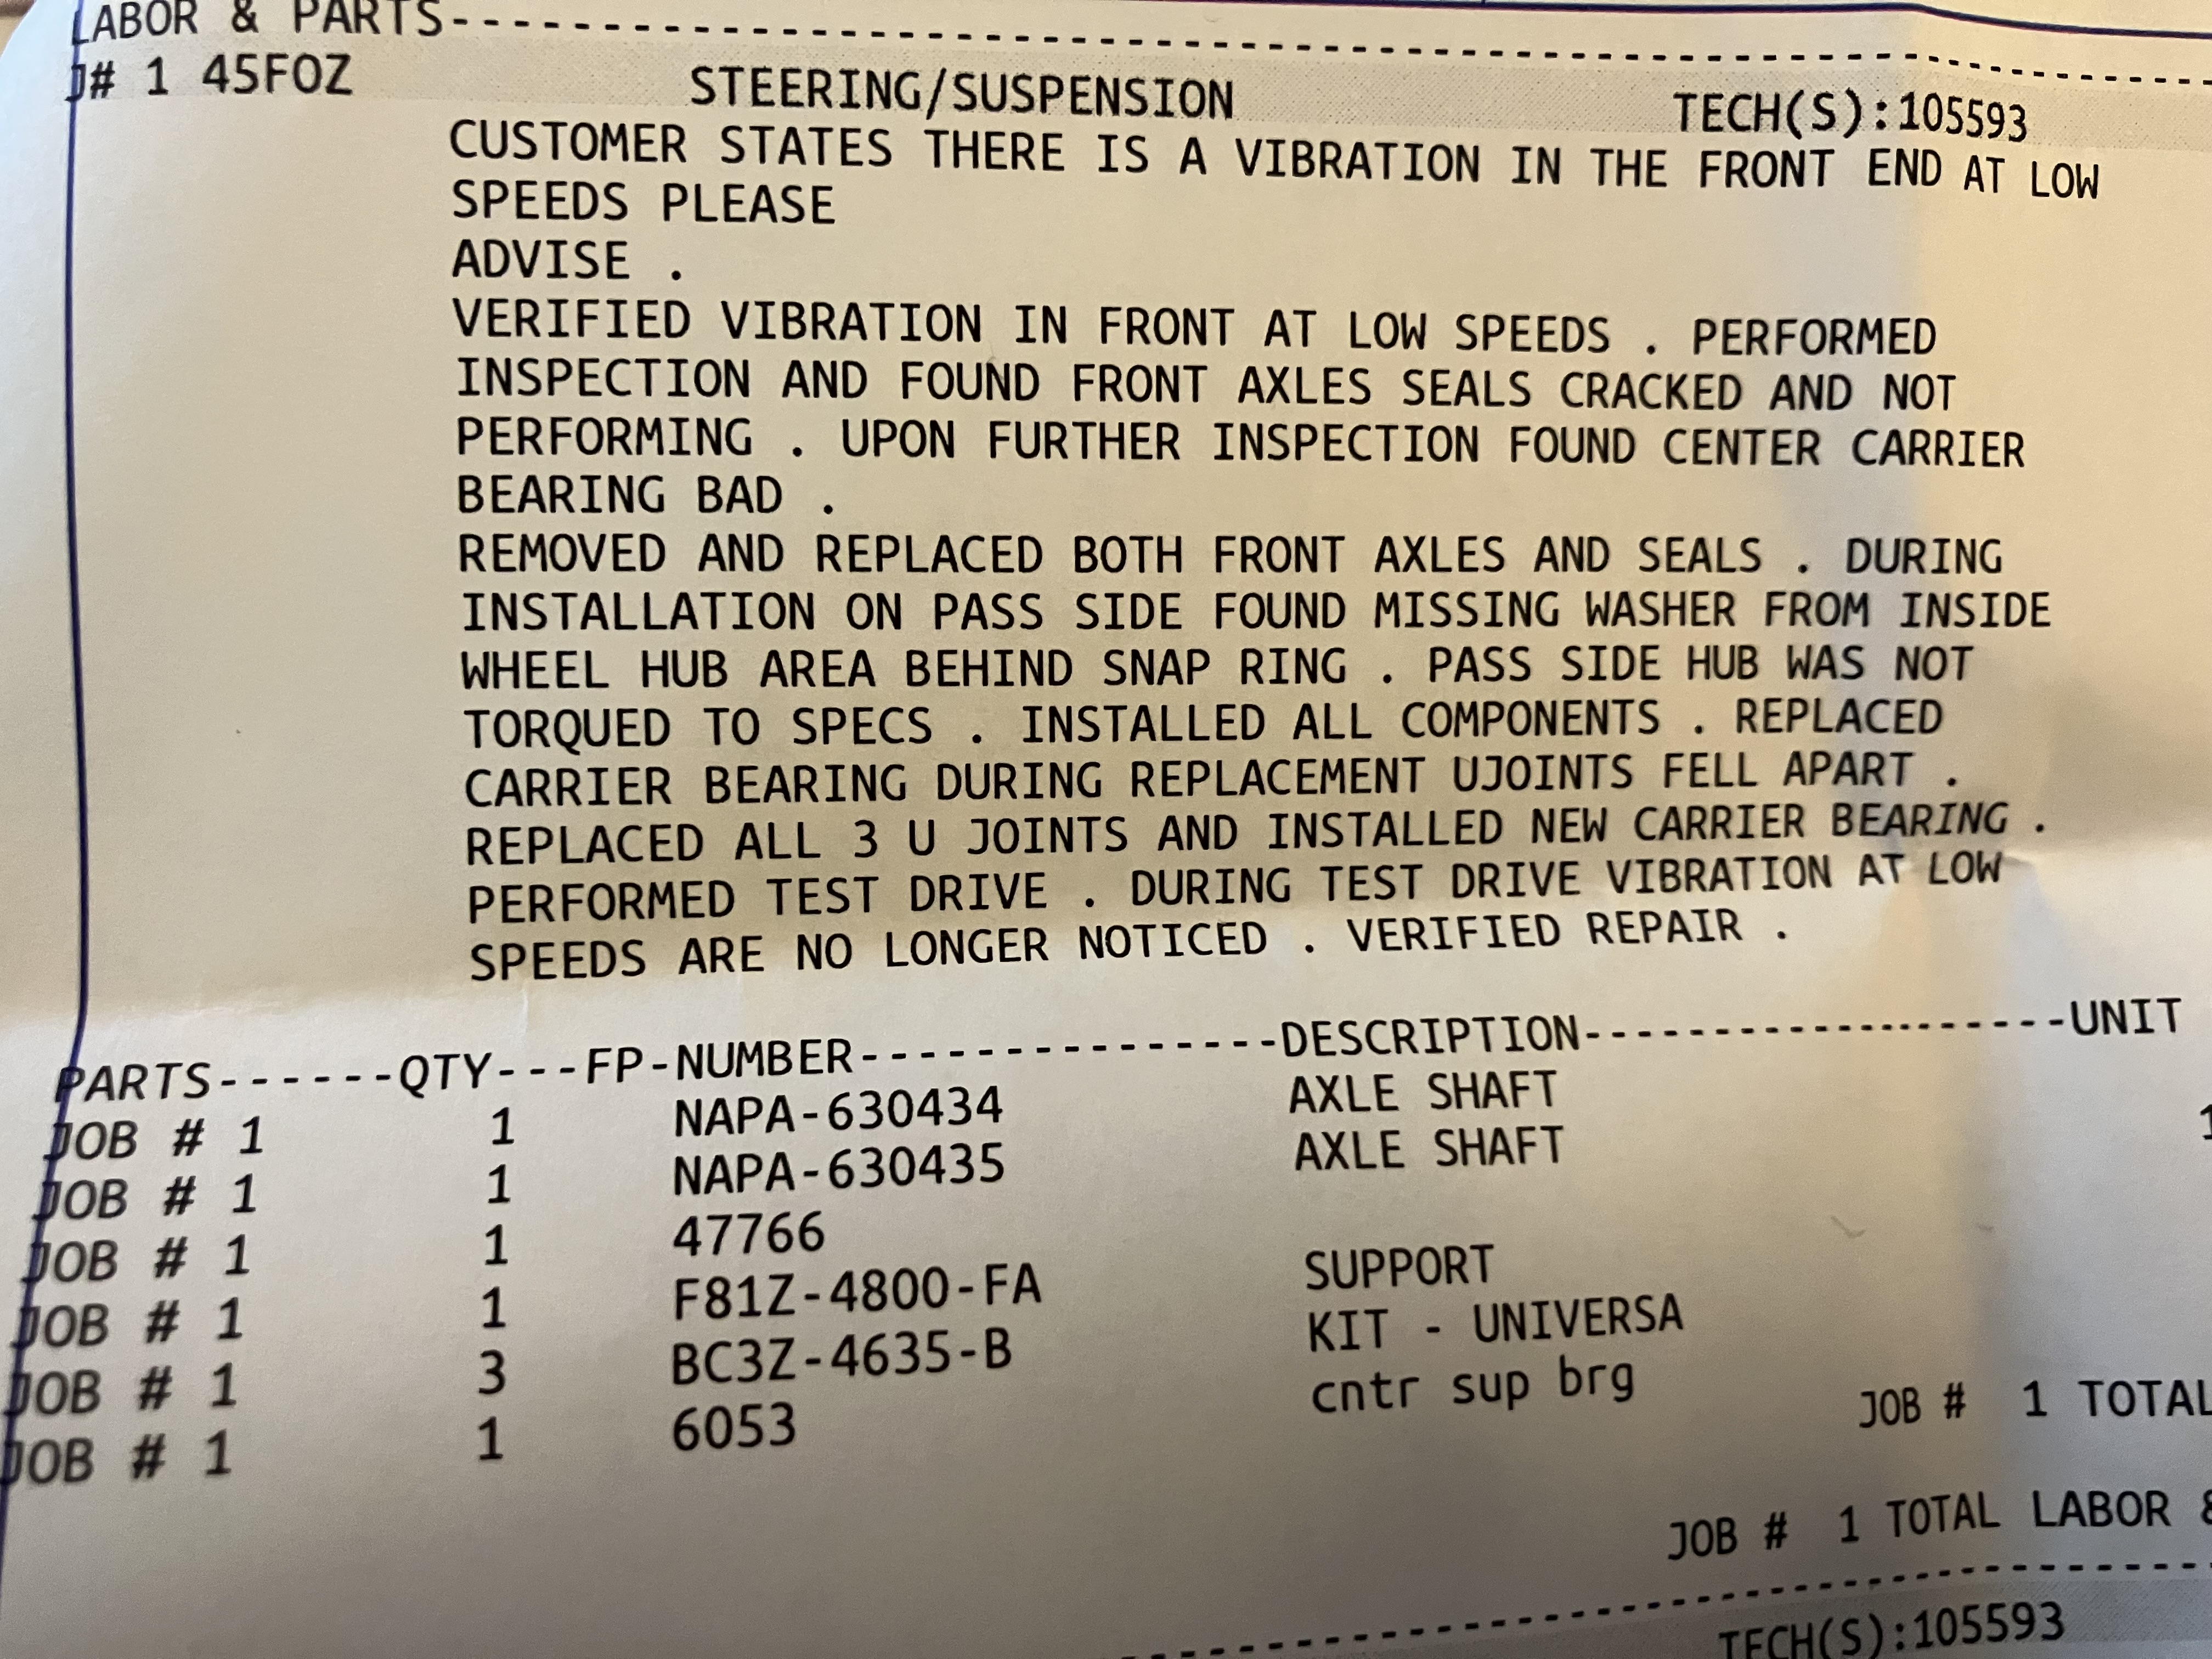 LABOR & PARTS--------------------------------------------------------
J# 1 45FOZ STEERING/SUSPENSION TECH(S):105593
CUSTOMER STATES THERE IS A VIBRATION IN THE FRONT END AT LOW
SPEEDS PLEASE
ADVISE .
VERIFIED VIBRATION IN FRONT AT LOW SPEEDS . PERFORMED
INSPECTION AND FOUND FRONT AXLES SEALS CRACKED AND NOT
PERFORMING . UPON FURTHER INSPECTION FOUND CENTER CARRIER
BEARING BAD .
REMOVED AND REPLACED BOTH FRONT AXLES AND SEALS . DURING
INSTALLATION ON PASS SIDE FOUND MISSING WASHER FROM INSIDE
WHEEL HUB AREA BEHIND SNAP RING . PASS SIDE HUB WAS NOT
TORQUED TO SPECS . INSTALLED ALL COMPONENTS . REPLACED
CARRIER BEARING DURING REPLACEMENT UJOINTS FELL APART .
REPLACED ALL 3 U JOINTS AND INSTALLED NEW CARRIER BEARING .
PERFORMED TEST DRIVE . DURING TEST DRIVE VIBRATION AT LOW
SPEEDS ARE NO LONGER NOTICED . VERIFIED REPAIR .
PARTS------QTY---FP-NUMBER---------------DESCRIPTION--------------------UNIT
JOB # 1 1 NAPA-630434 AXLE SHAFT
JOB # 1 1 NAPA-630435 AXLE SHAFT
JOB # 1 1 47766
JOB # 1 1 F81Z-4800-FA SUPPORT
JOB # 1 3 BC3Z-4635-B KIT - UNIVERSA
JOB # 1 1 6053 cntr sup brg
JOB # 1 TOTAL
JOB # 1 TOTAL LABOR &
TECH(S):105593